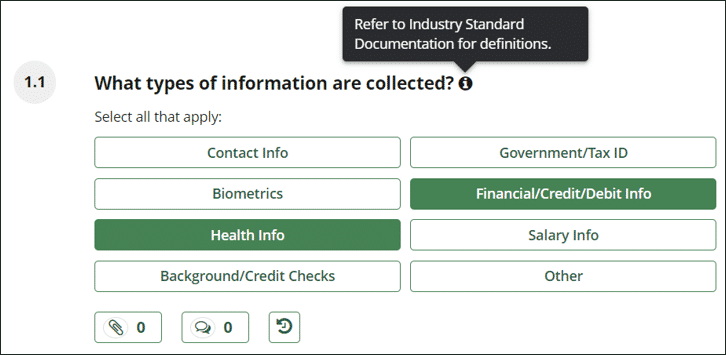 Refer to Industry Standard
Documentation for definitions.
1.1
What types of information are collected?
Select all that apply:
Contact Info
Government/Tax ID
Biometrics
Financial/Credit/Debit Info
Health Info
Salary Info
Background/Credit Checks
Other
0
0